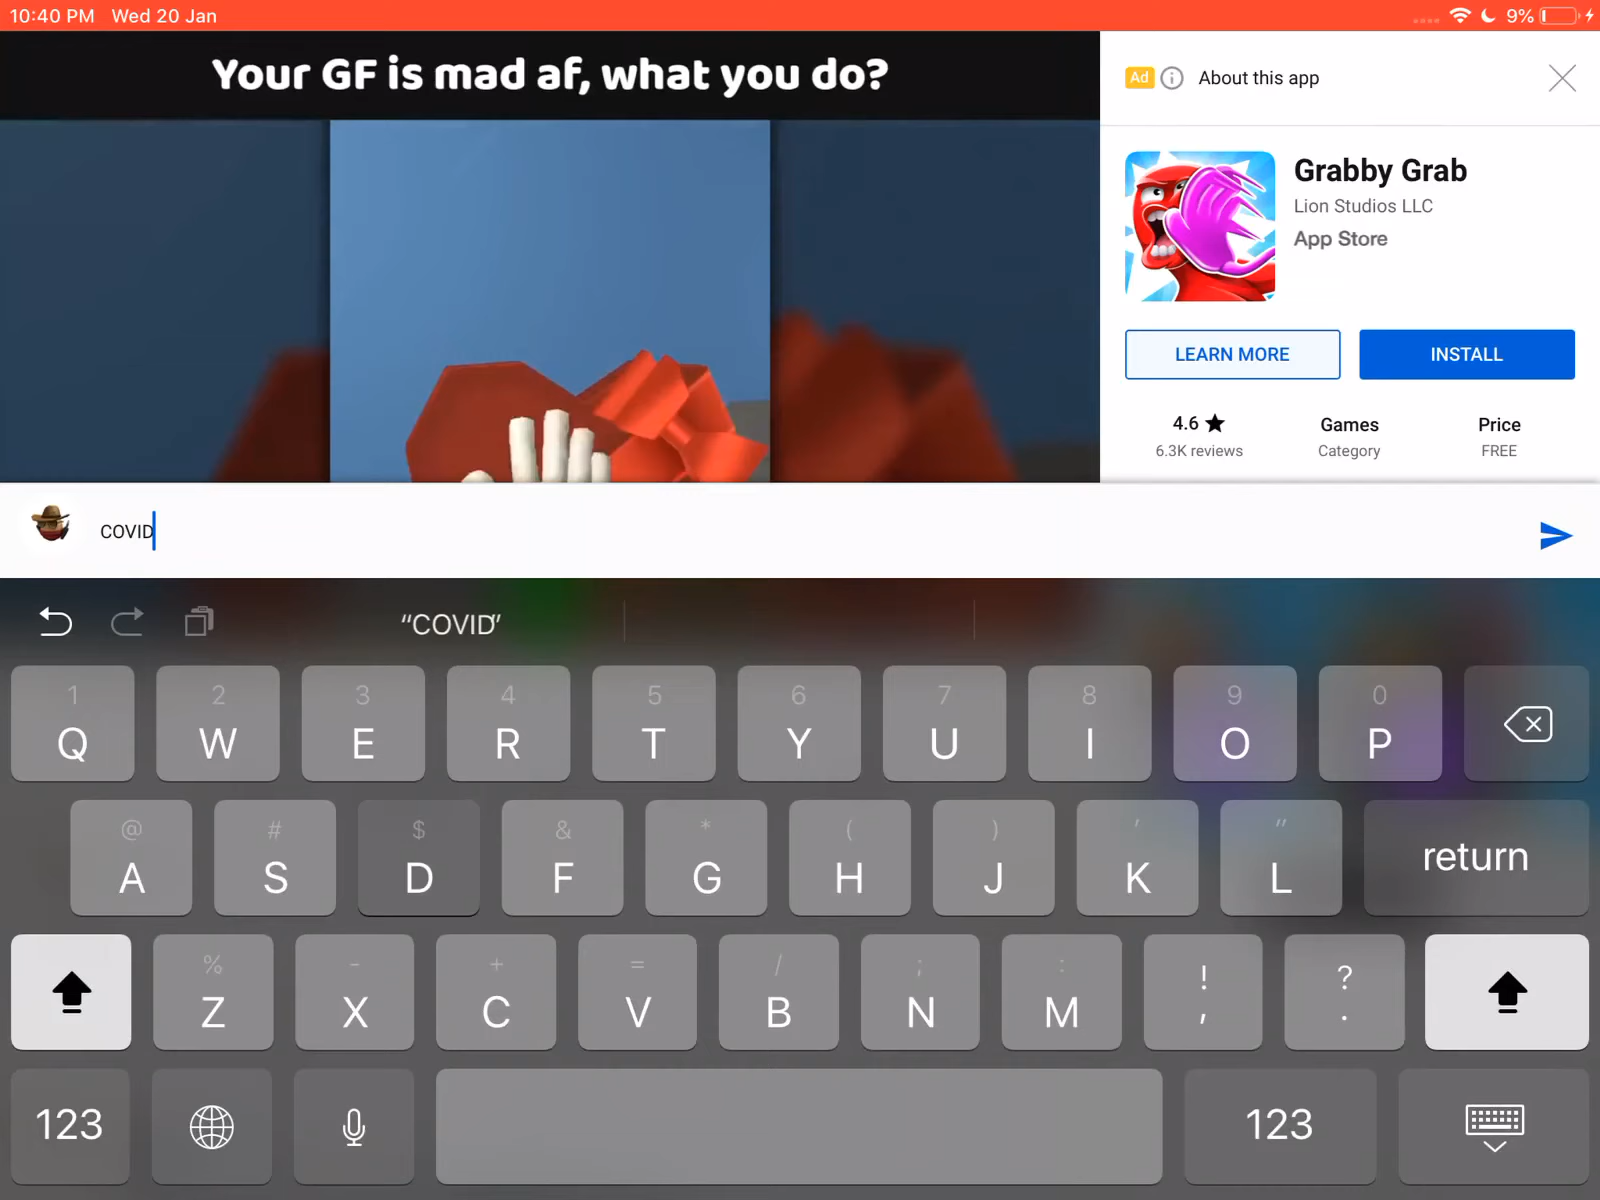 10:40 PM Wed 20 Jan
9%
Your GF is mad af, what you do?
Ad
About this app
Grabby Grab
Lion Studios LLC
App Store
LEARN MORE
INSTALL
4.6 ★
6.3K reviews
Games
Category
Price
FREE
COVID
“COVID”
1 2 3 4 5 6 7 8 9 0
Q W E R T Y U I O P
@ # $ & * ( ) ' "
A S D F G H J K L
return
% - + = / ; : ! ?
Z X C V B N M , .
123
123